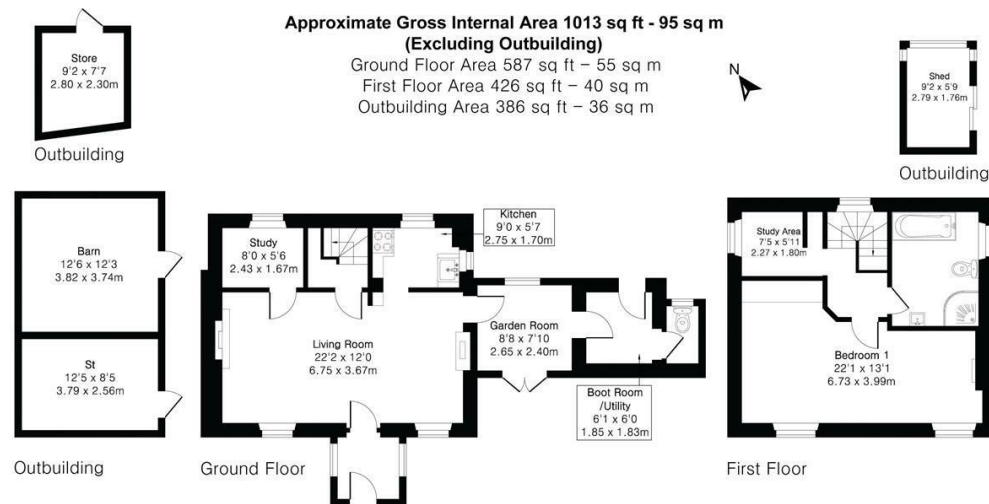 Approximate Gross Internal Area 1013 sq ft - 95 sq m
(Excluding Outbuilding)
Ground Floor Area 587 sq ft – 55 sq m
First Floor Area 426 sq ft – 40 sq m
Outbuilding Area 386 sq ft – 36 sq m
N
Store
9'2 x 7'7
2.80 x 2.30m
Outbuilding
Shed
9'2 x 5'9
2.79 x 1.76m
Outbuilding
Barn
12'6 x 12'3
3.82 x 3.74m
St
12'5 x 8'5
3.79 x 2.56m
Outbuilding
Study
8'0 x 5'6
2.43 x 1.67m
Kitchen
9'0 x 5'7
2.75 x 1.70m
Living Room
22'2 x 12'0
6.75 x 3.67m
Garden Room
8'8 x 7'10
2.65 x 2.40m
Boot Room
/Utility
6'1 x 6'0
1.85 x 1.83m
Ground Floor
Study Area
7'5 x 5'11
2.27 x 1.80m
Bedroom 1
22'1 x 13'1
6.73 x 3.99m
First Floor